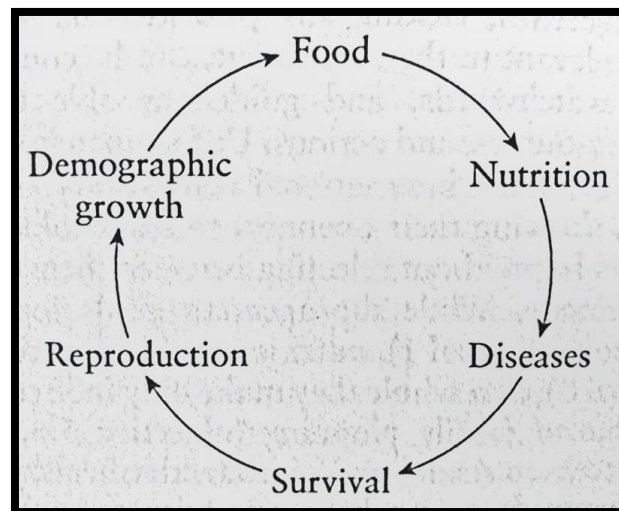 Food
Nutrition
Diseases
Survival
Reproduction
Demographic
growth